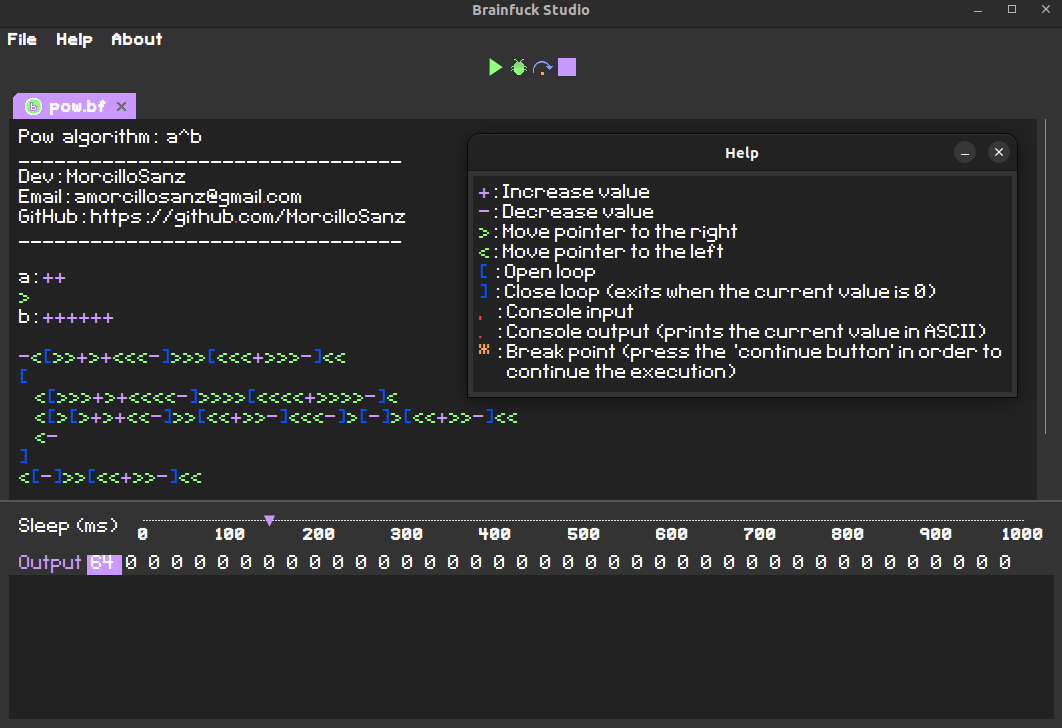 Brainfuck Studio
File Help About
pow.bf
Pow algorithm: a^b
--------------------------------
Dev:MorcilloSanz
Email:amorcillosanz@gmail.com
GitHub:https://github.com/MorcilloSanz
--------------------------------
a:++
>
b:++++++
-<[>>+>+<<<-]>>>[<<<+>>>-]<<
[
<[>>>+>+<<<<-]>>>>[<<<<+>>>>-]<
<[>[>+>+<<-]>>[<<+>>-]<<<-]>[-]>[<<+>>-]<<
<-
]
<[-]>>[<<+>>-]<<
Help
+:Increase value
-:Decrease value
>:Move pointer to the right
<:Move pointer to the left
[ :Open loop
] :Close loop (exits when the current value is 0)
, :Console input
. :Console output (prints the current value in ASCII)
* :Break point (press the 'continue button' in order to
continue the execution)
Sleep (ms) 0 100 200 300 400 500 600 700 800 900 1000
Output 64 0 0 0 0 0 0 0 0 0 0 0 0 0 0 0 0 0 0 0 0 0 0 0 0 0 0 0 0 0 0 0 0 0 0 0 0 0 0 0